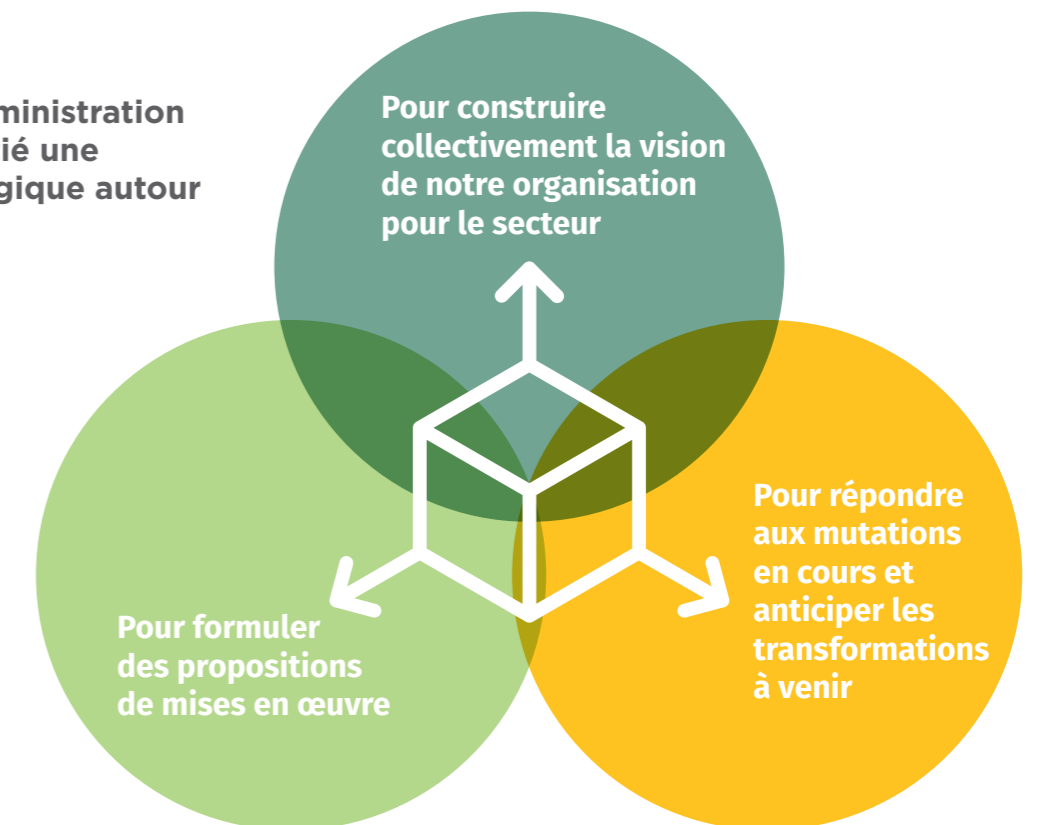 ministration
ié une
gique autour
Pour construire
collectivement la vision
de notre organisation
pour le secteur
Pour répondre
aux mutations
en cours et
anticiper les
transformations
à venir
Pour formuler
des propositions
de mises en œuvre